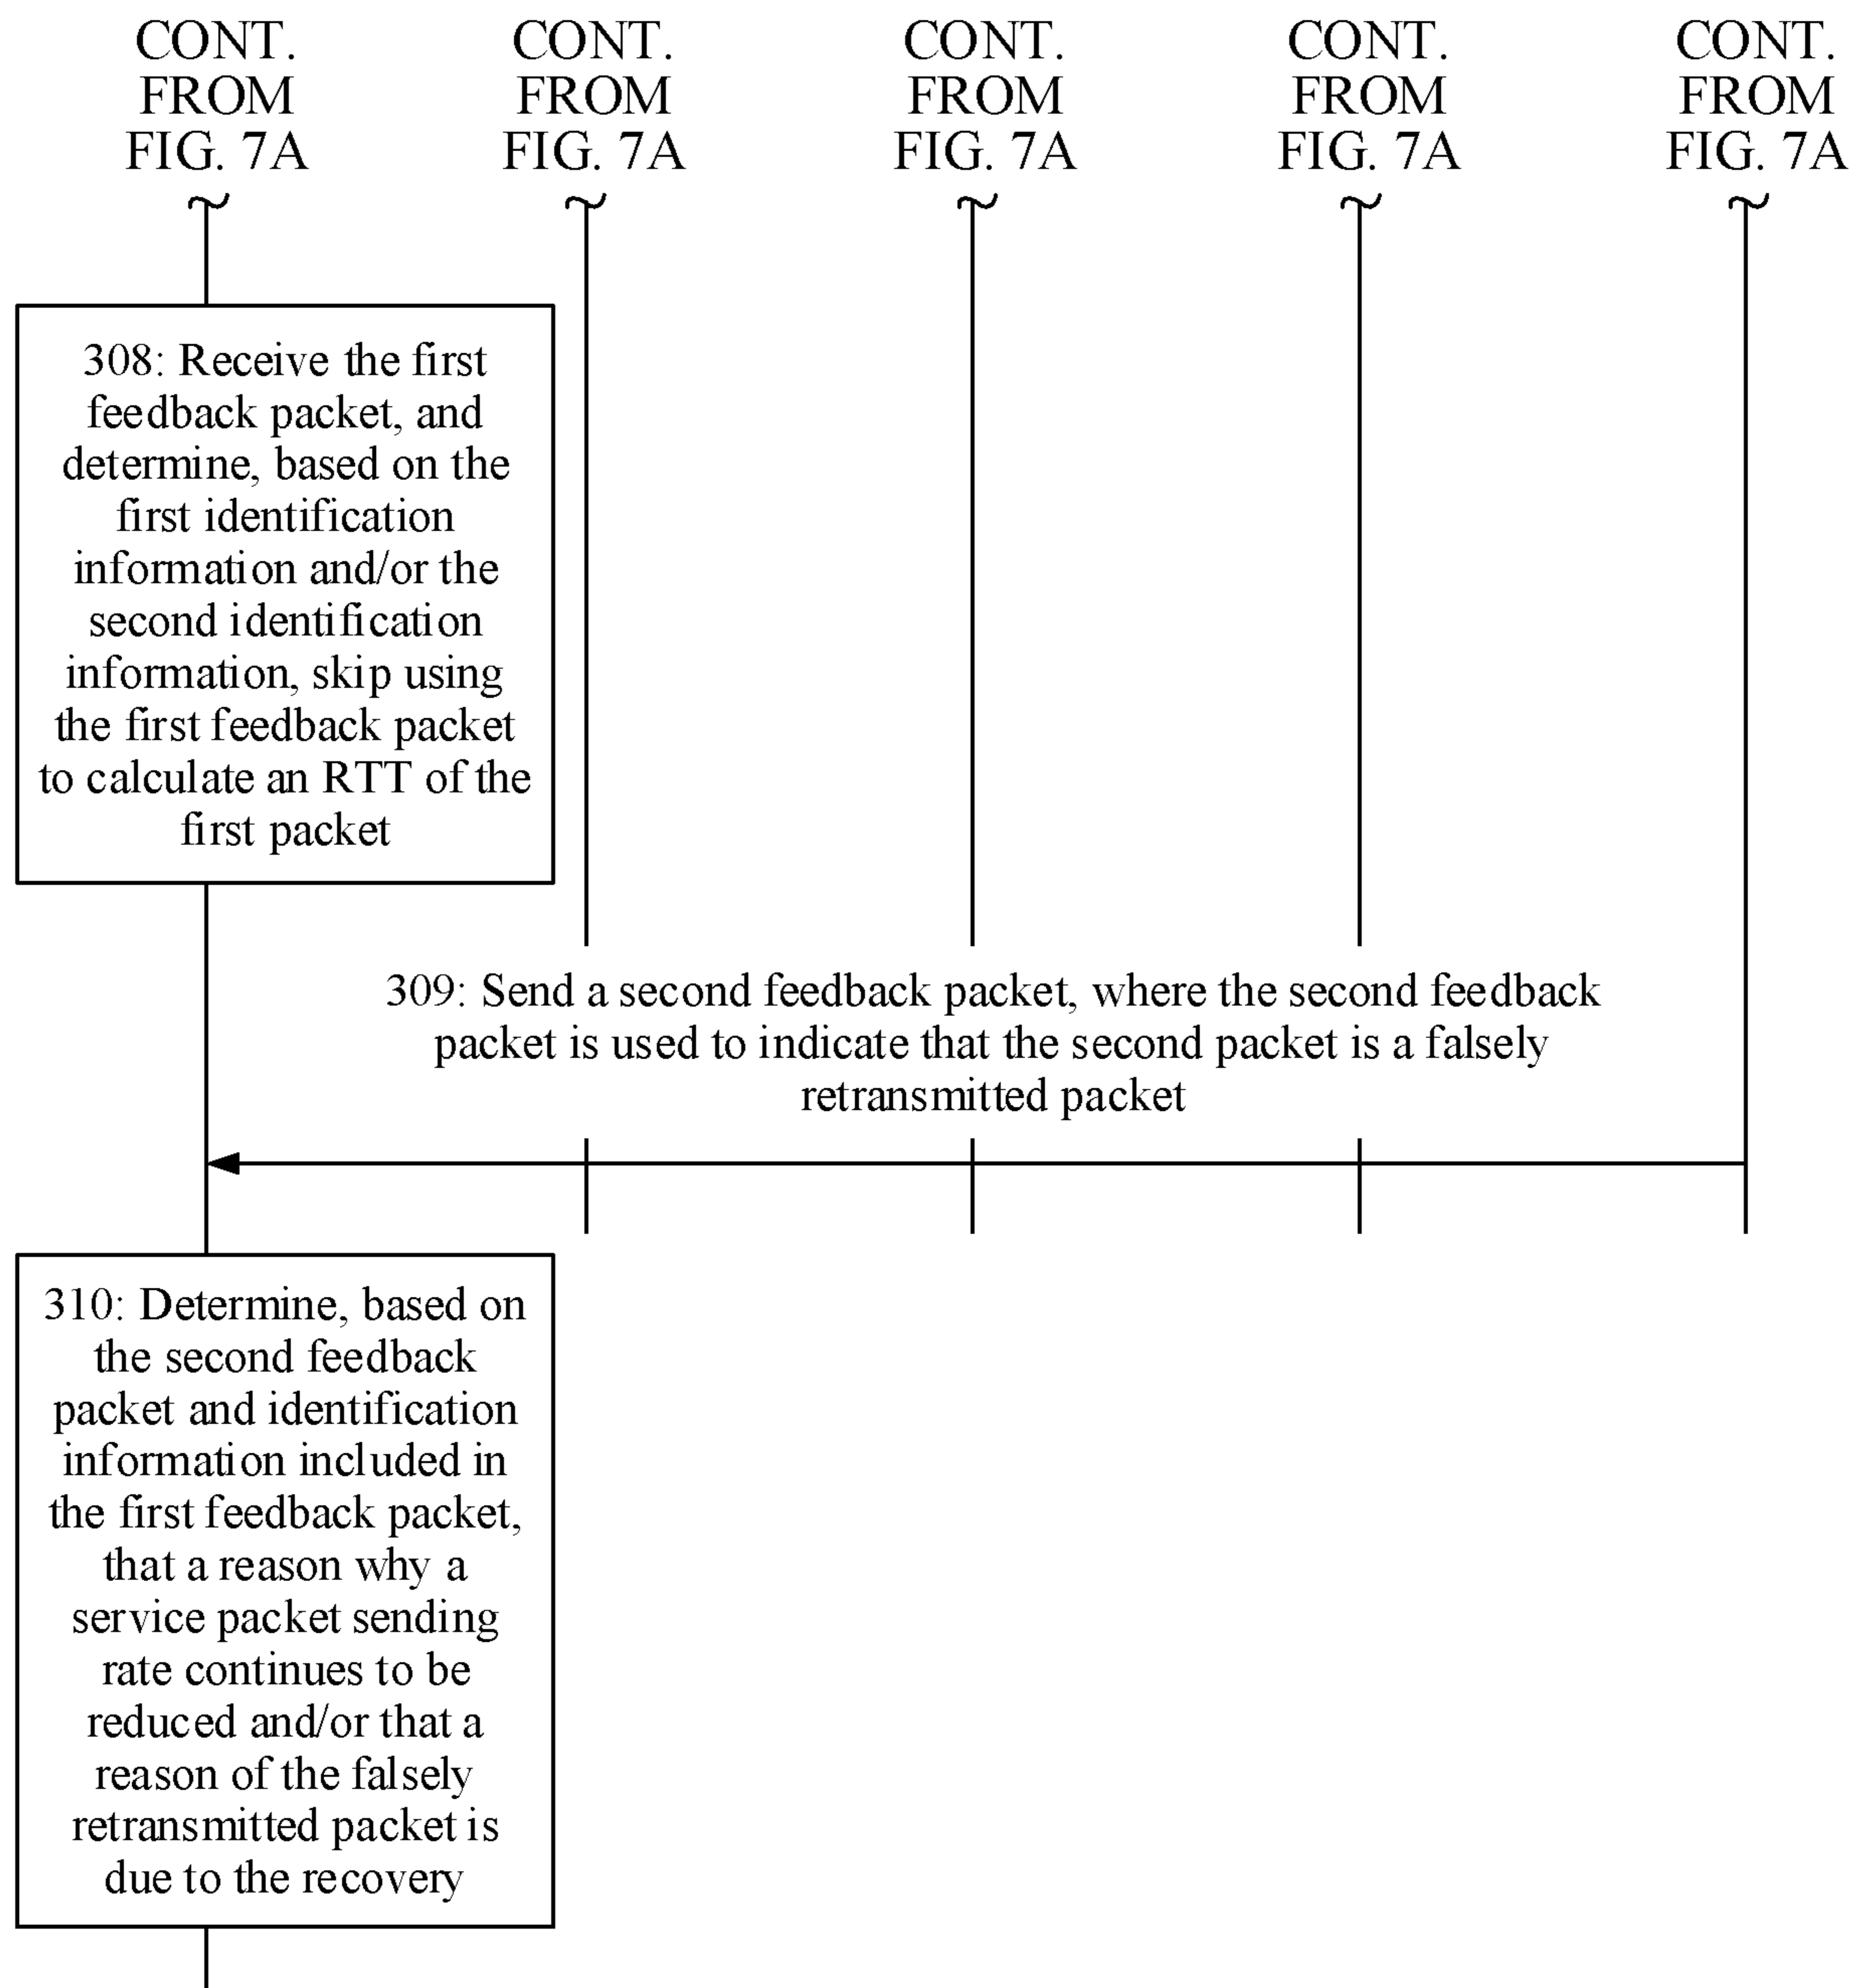 CONT.
FROM
FIG. 7A
CONT.
FROM
FIG. 7A
CONT.
FROM
FIG. 7A
CONT.
FROM
FIG. 7A
CONT.
FROM
FIG. 7A
308: Receive the first
feedback packet, and
determine, based on the
first identification
information and/or the
second identification
information, skip using
the first feedback packet
to calculate an RTT of the
first packet
309: Send a second feedback packet, where the second feedback
packet is used to indicate that the second packet is a falsely
retransmitted packet
310: Determine, based on
the second feedback
packet and identification
information included in
the first feedback packet,
that a reason why a
service packet sending
rate continues to be
reduced and/or that a
reason of the falsely
retransmitted packet is
due to the recovery